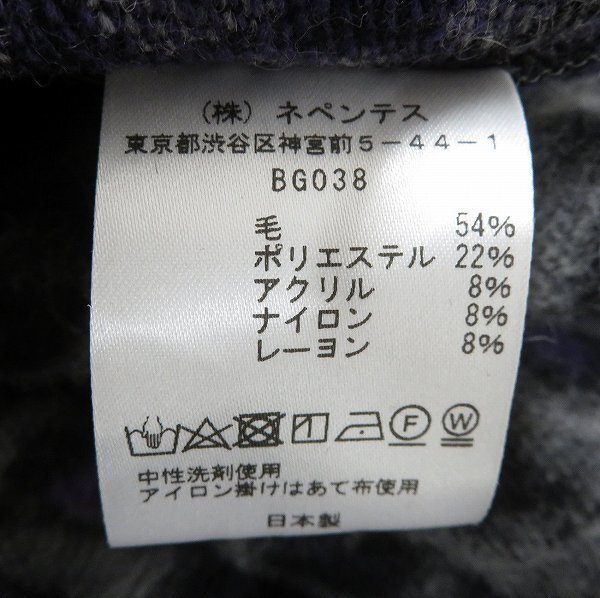 (株)ネペンテス
東京都渋谷区神宮前5-44-1
BG038
毛 54%
ポリエステル 22%
アクリル 8%
ナイロン 8%
レーヨン 8%
F W
中性洗剤使用
アイロン掛けはあて布使用
日本製